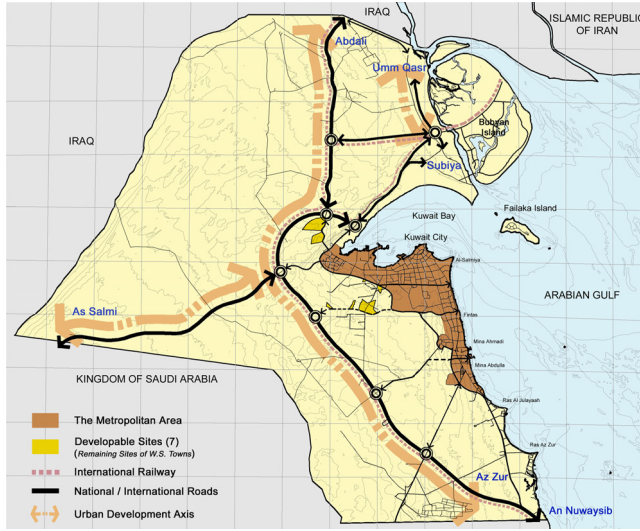 IRAQ
ISLAMIC REPUBLIC
OF IRAN
Abdali
Umm Qasr
IRAQ
Bubyan
Island
Subiya
Kuwait Bay
Failaka Island
Kuwait City
Al-Salmiya
ARABIAN GULF
As Salmi
Fintas
Mina Ahmadi
Mina Abdulla
KINGDOM OF SAUDI ARABIA
Ras Al Julayaah
Ras Az Zur
Az Zur
An Nuwaysib
The Metropolitan Area
Developable Sites (7)
(Remaining Sites of W.S. Towns)
International Railway
National / International Roads
Urban Development Axis